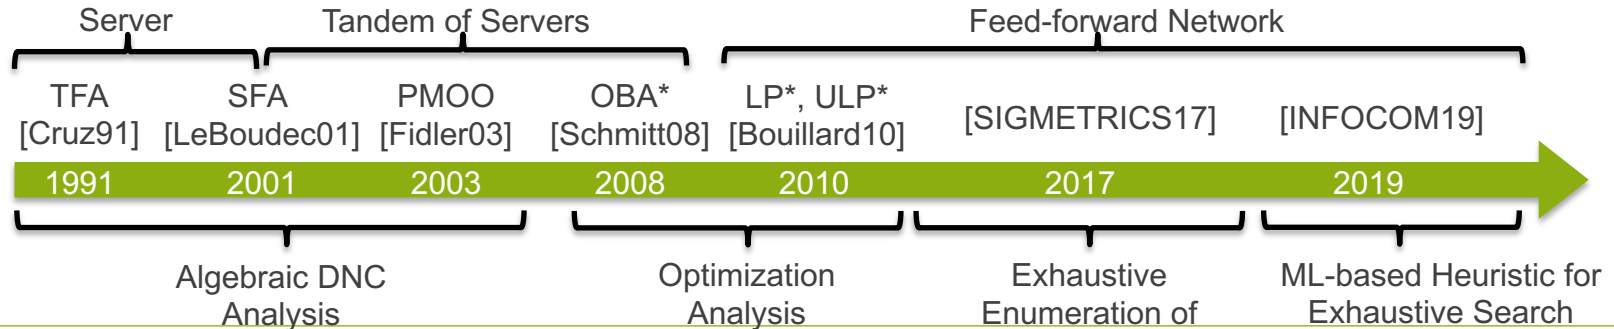 Server
Tandem of Servers
Feed-forward Network
TFA
[Cruz91]
SFA
[LeBoudec01]
PMOO
[Fidler03]
OBA*
[Schmitt08]
LP*, ULP*
[Bouillard10]
[SIGMETRICS17]
[INFOCOM19]
1991
2001
2003
2008
2010
2017
2019
Algebraic DNC
Analysis
Optimization
Analysis
Exhaustive
Enumeration of
ML-based Heuristic for
Exhaustive Search